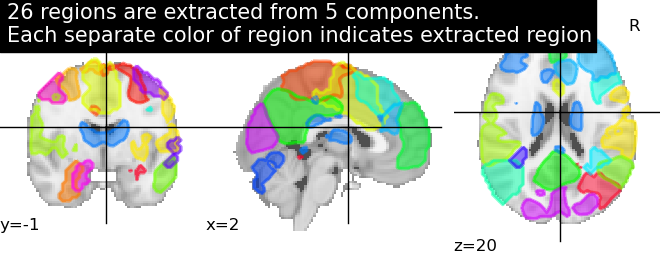 26 regions are extracted from 5 components.
Each separate color of region indicates extracted region
R
y=-1
x=2
z=20